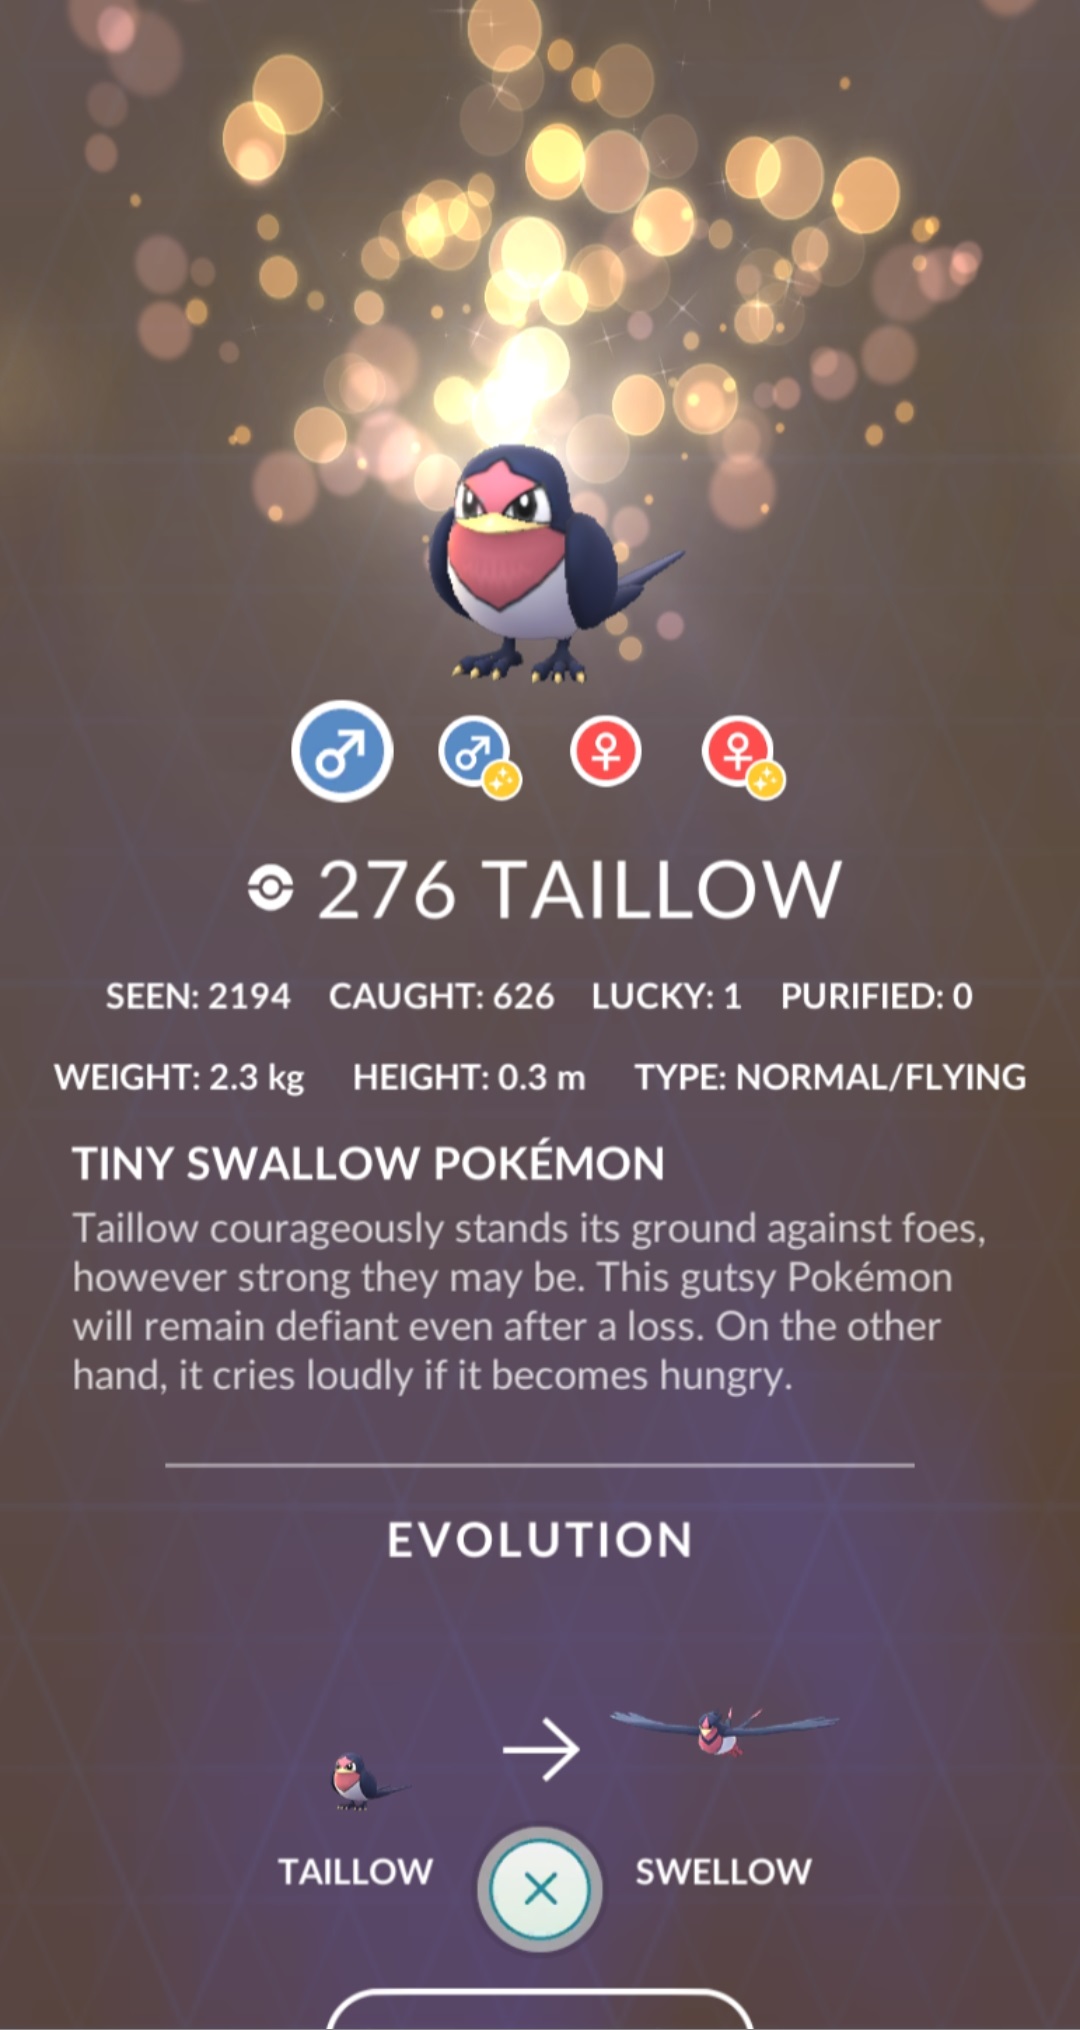 276 TAILLOW
SEEN: 2194 CAUGHT: 626 LUCKY: 1 PURIFIED: 0
WEIGHT: 2.3 kg HEIGHT: 0.3 m TYPE: NORMAL/FLYING
TINY SWALLOW POKÉMON
Taillow courageously stands its ground against foes,
however strong they may be. This gutsy Pokémon
will remain defiant even after a loss. On the other
hand, it cries loudly if it becomes hungry.
EVOLUTION
TAILLOW SWELLOW